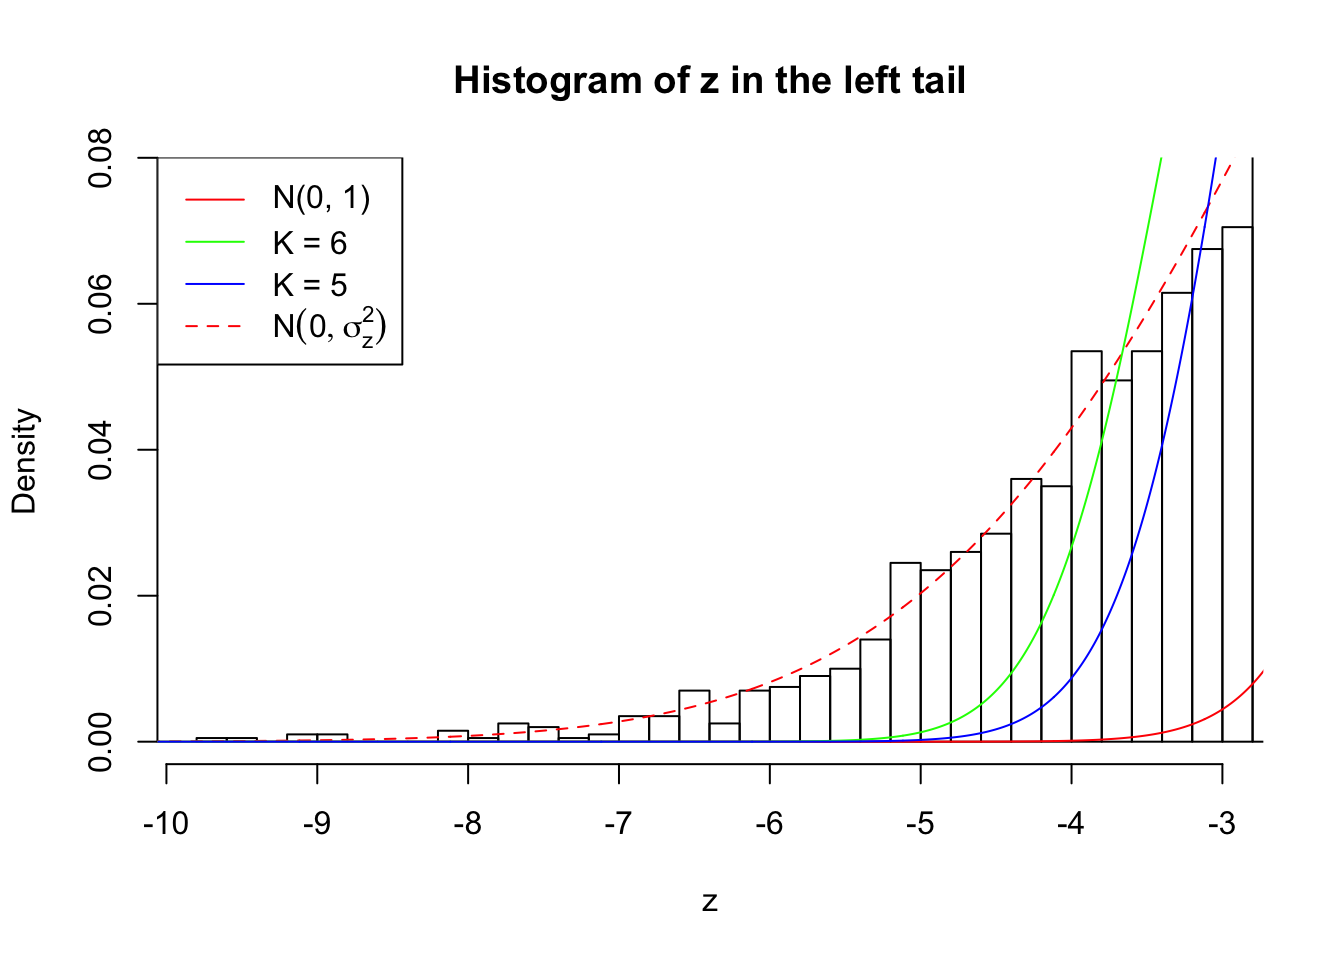 Histogram of z in the left tail
N(0, 1)
K = 6
K = 5
N(0, σ_z^2)
Density
0.00 0.02 0.04 0.06 0.08
-10 -9 -8 -7 -6 -5 -4 -3
z